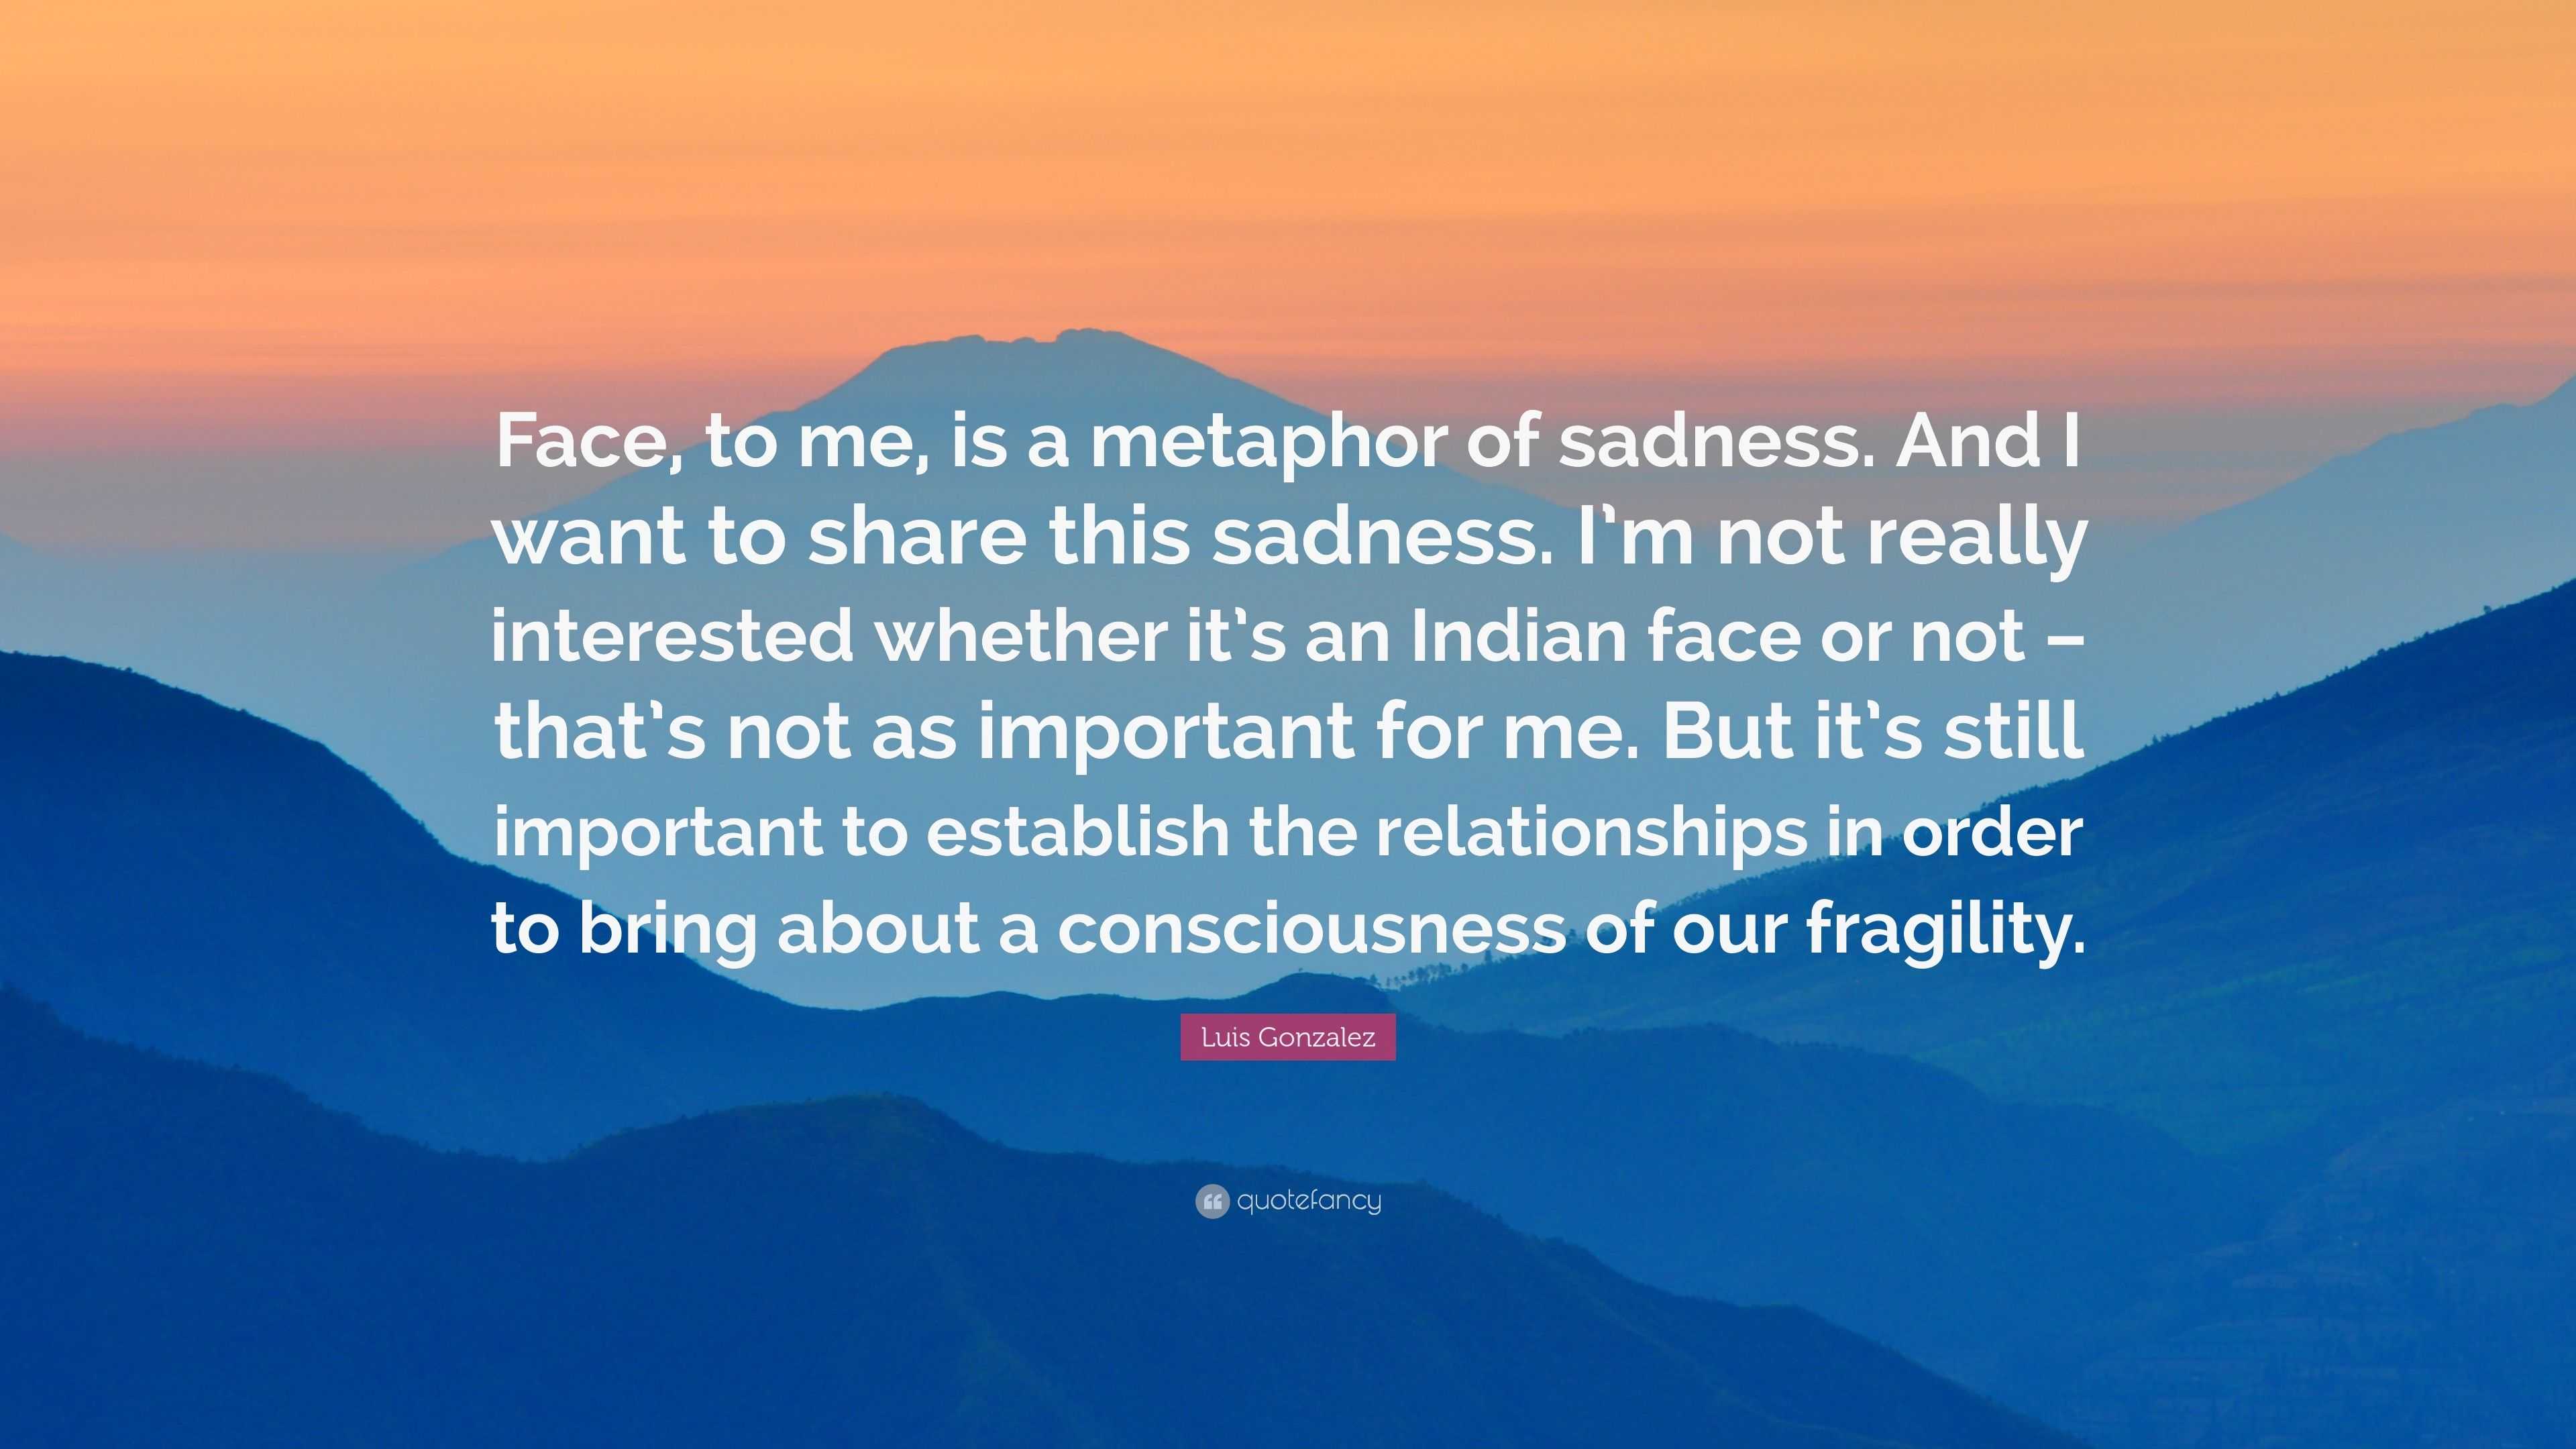 Face, to me, is a metaphor of sadness. And I
want to share this sadness. I’m not really
interested whether it’s an Indian face or not –
that’s not as important for me. But it’s still
important to establish the relationships in order
to bring about a consciousness of our fragility.
Luis Gonzalez
quotefancy